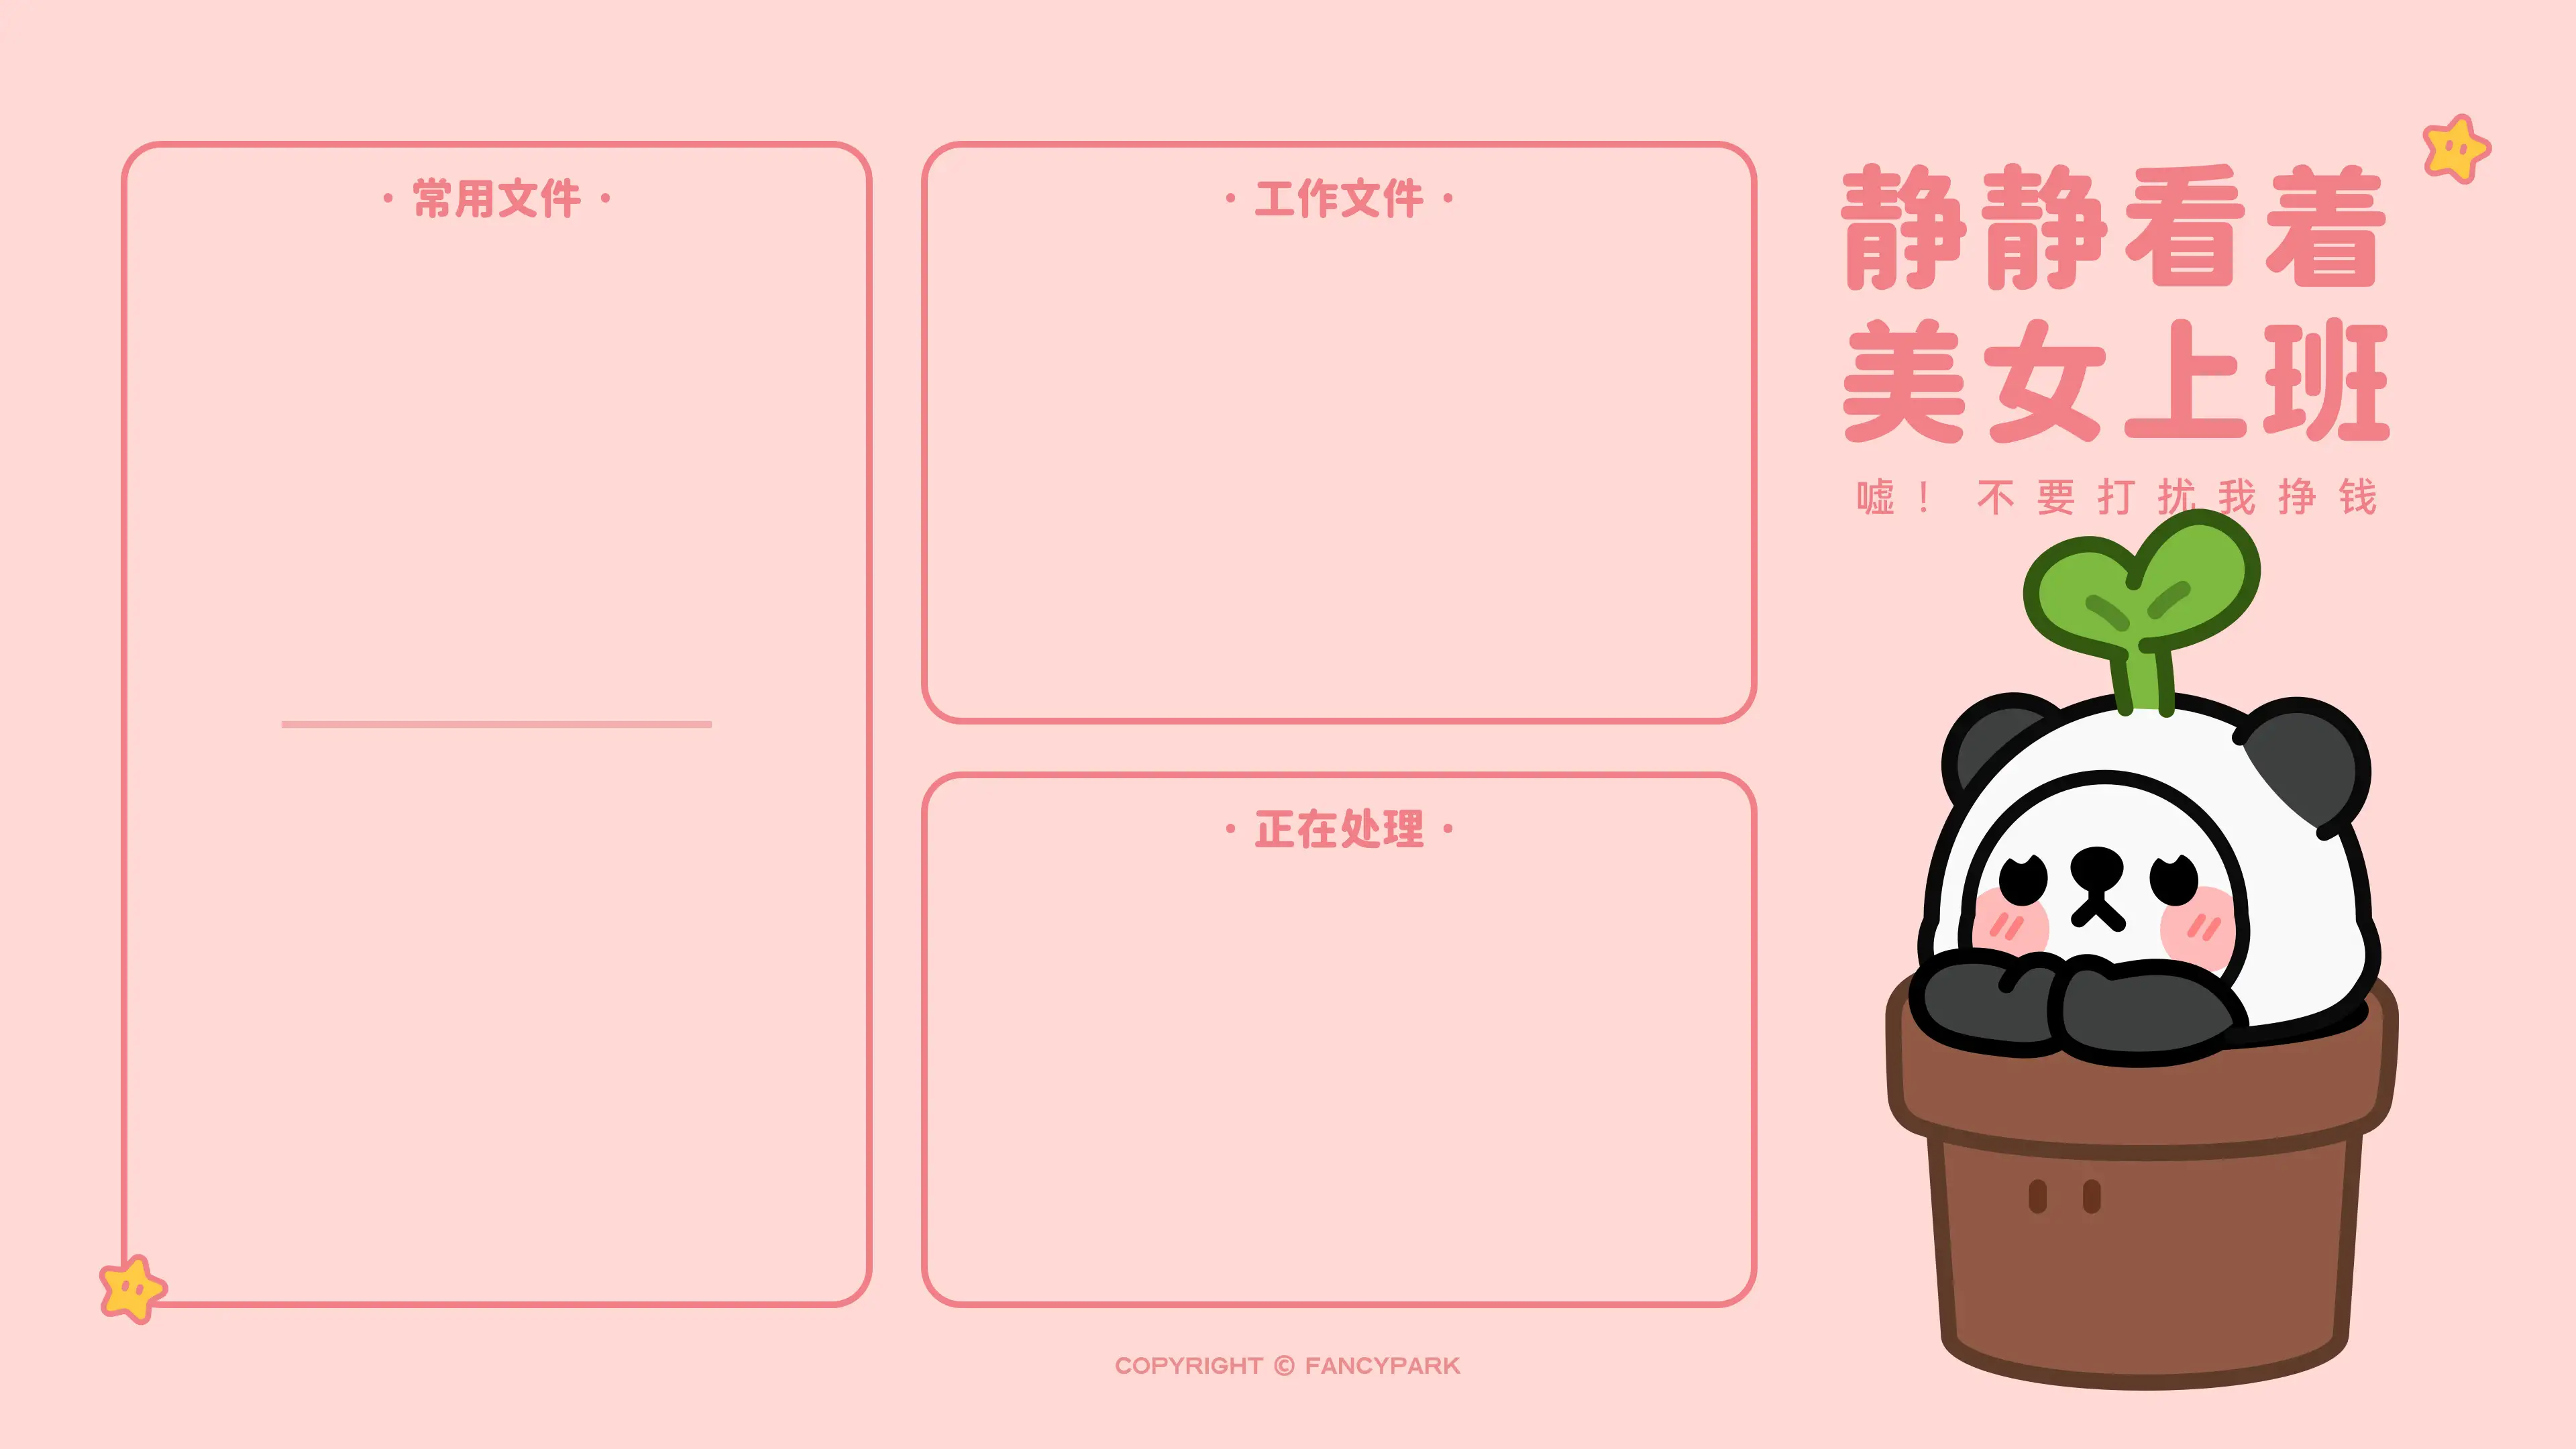 · 常用文件 ·
· 工作文件 ·
· 正在处理 ·
静静看着
美女上班
嘘！不要打扰我挣钱
COPYRIGHT © FANCYPARK